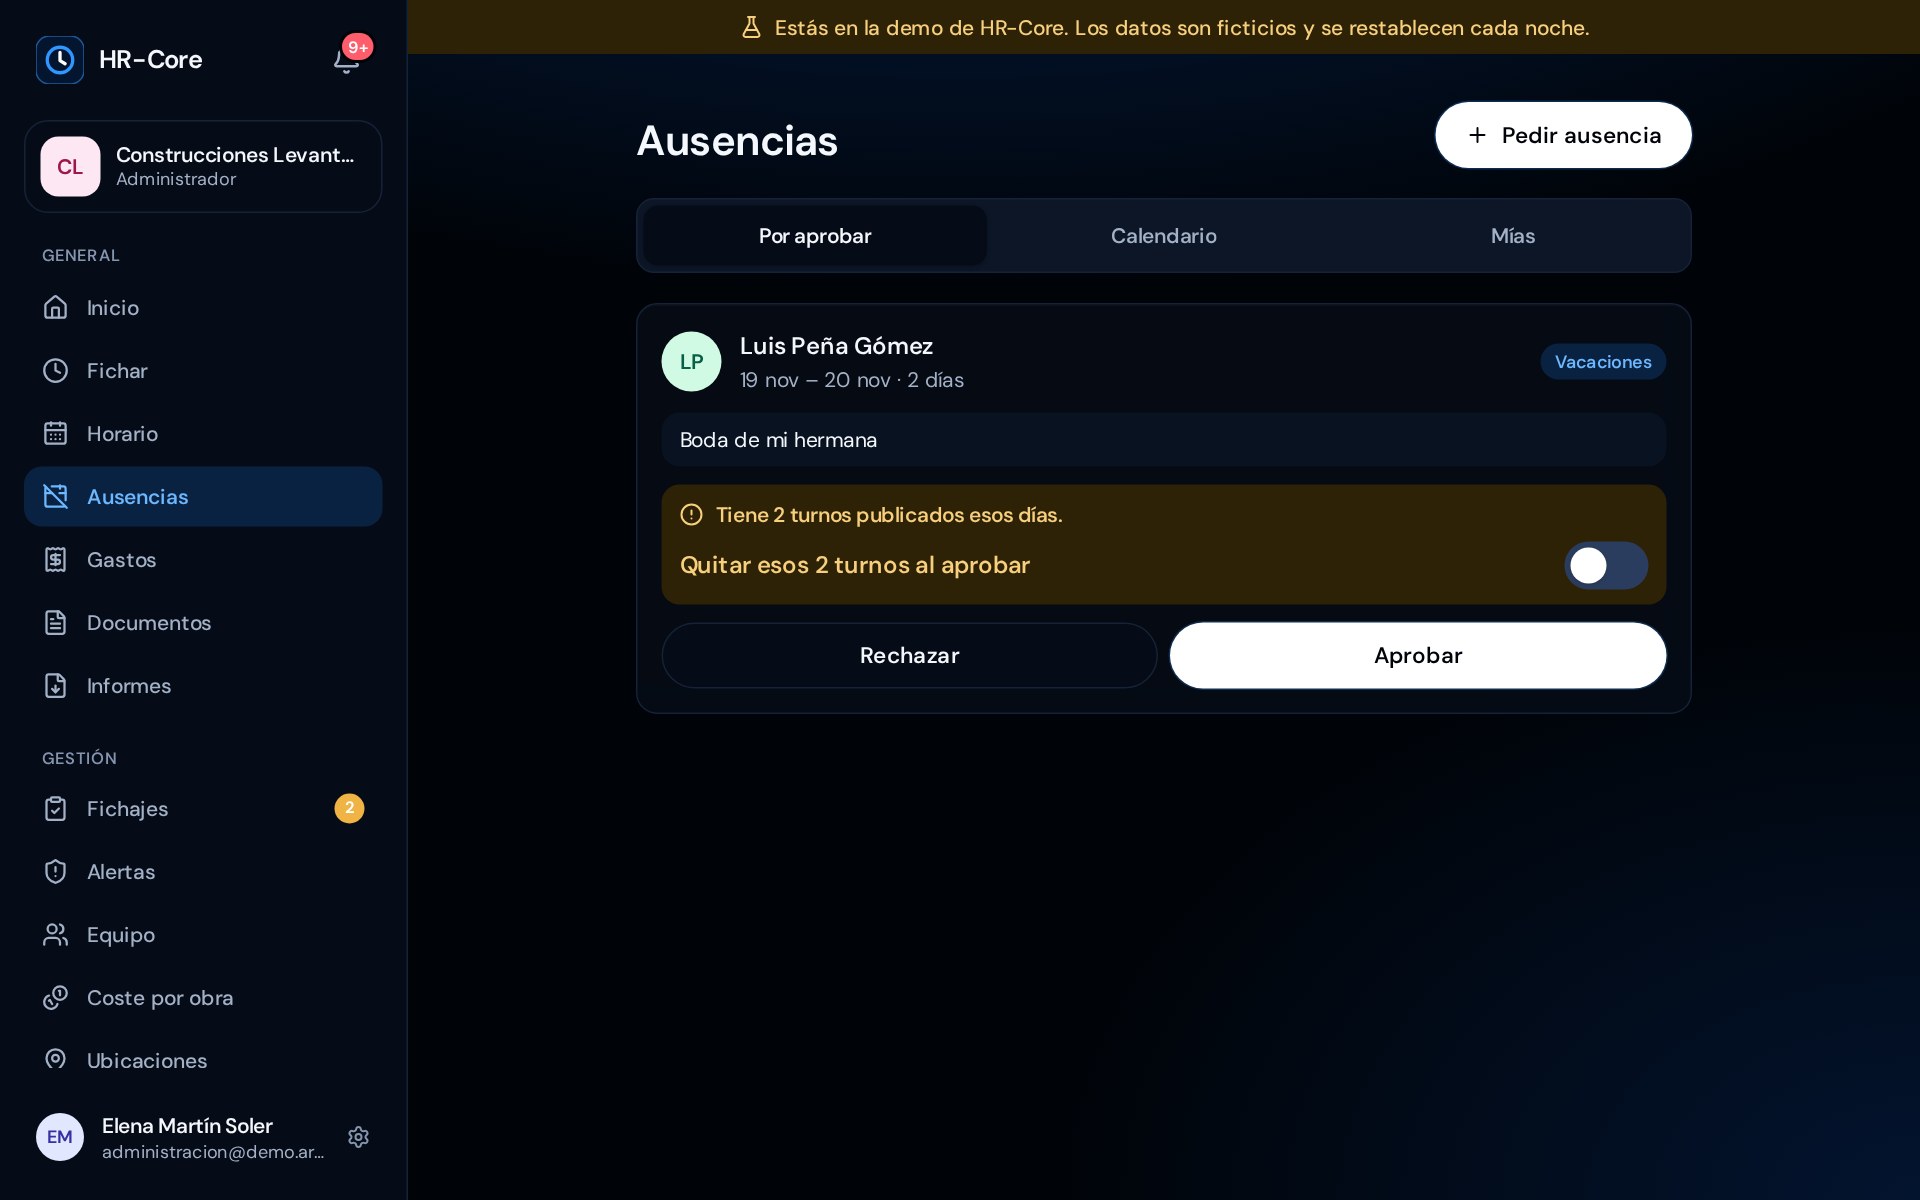 HR-Core
9+
Construcciones Levant...
CL
Administrador
GENERAL
Inicio
Fichar
Horario
Ausencias
Gastos
Documentos
Informes
GESTIÓN
Fichajes
2
Alertas
Equipo
Coste por obra
Ubicaciones
EM
Elena Martín Soler
administracion@demo.ar...
Estás en la demo de HR-Core. Los datos son ficticios y se restablecen cada noche.
Ausencias
+ Pedir ausencia
Por aprobar
Calendario
Mías
LP
Luis Peña Gómez
19 nov – 20 nov · 2 días
Vacaciones
Boda de mi hermana
Tiene 2 turnos publicados esos días.
Quitar esos 2 turnos al aprobar
Rechazar
Aprobar